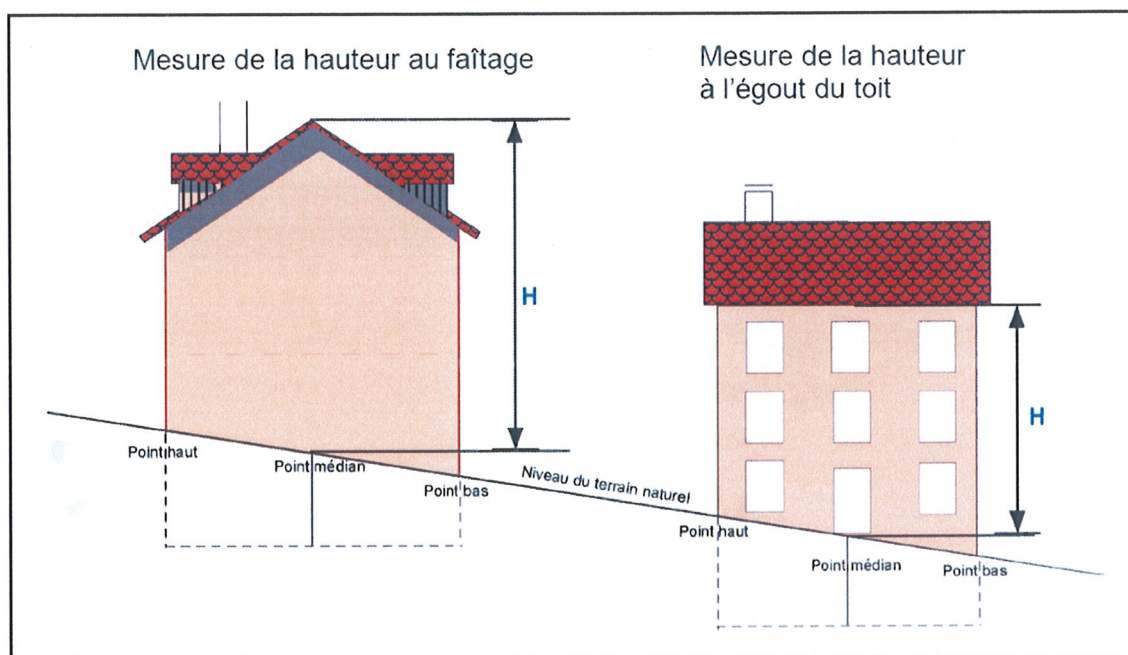 Mesure de la hauteur au faîtage
Mesure de la hauteur
à l'égout du toit
H
H
Point haut
Point médian
Point bas
Niveau du terrain naturel
Point haut
Point médian
Point bas